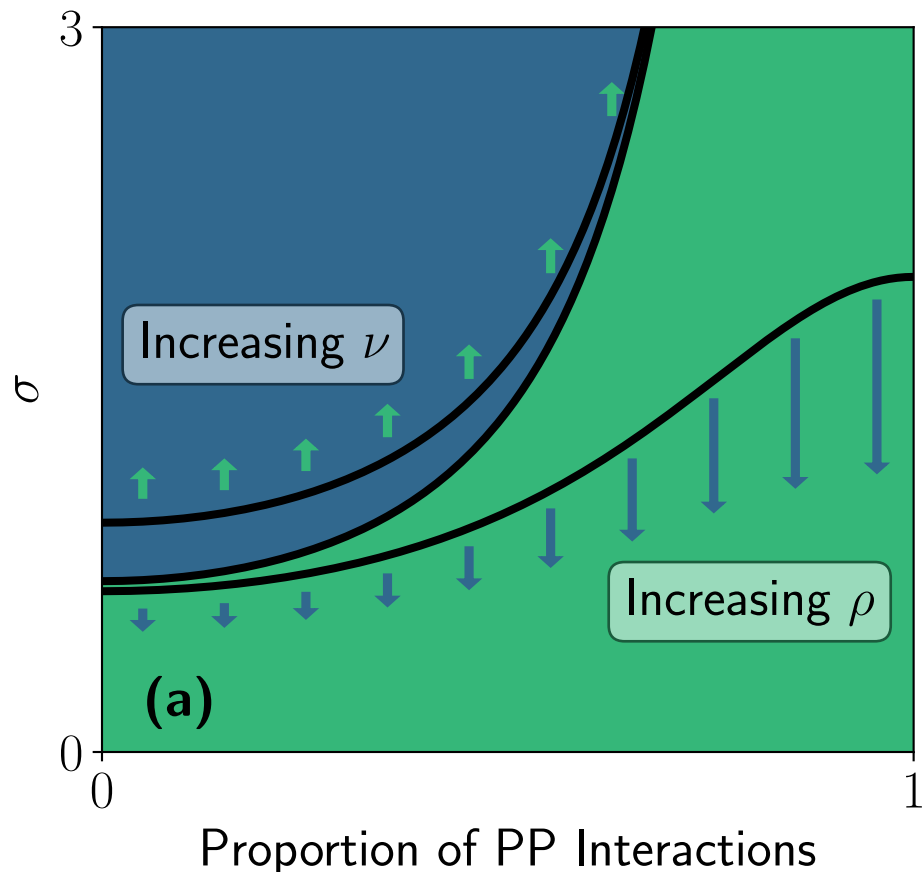 3
σ
Increasing ν
Increasing ρ
(a)
0
0
1
Proportion of PP Interactions